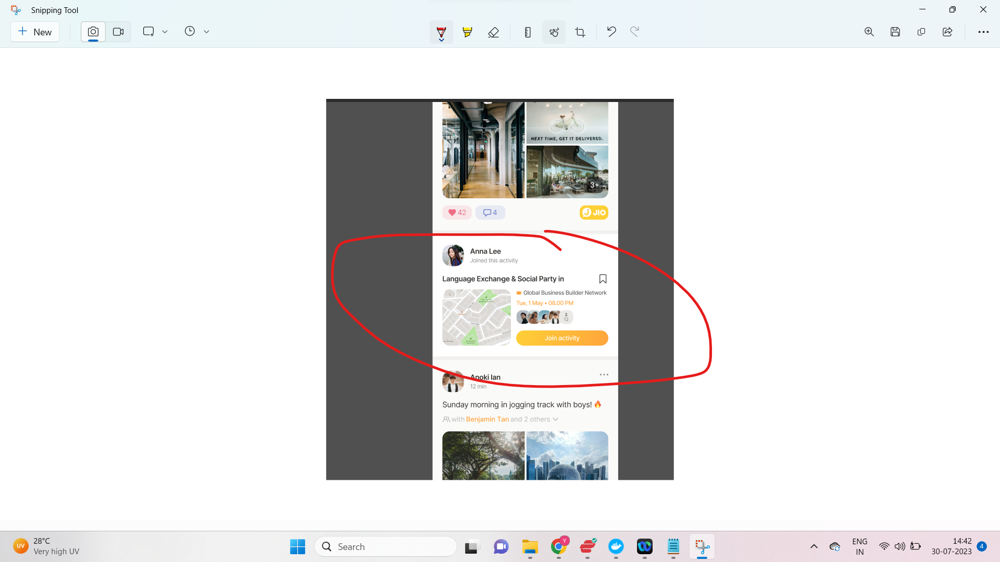 Snipping Tool
New
NEXT TIME, GET IT DELIVERED.
3+
42
4
JIO
Anna Lee
Joined this activity
Language Exchange & Social Party in
Global Business Builder Network
Tue, 1 May • 08.00 PM
12
Join activity
Anoki Ian
12 min
Sunday morning in jogging track with boys! 🔥
with Benjamin Tan and 2 others
UV
28°C
Very high UV
Search
Y
ENG
IN
14:42
30-07-2023
4